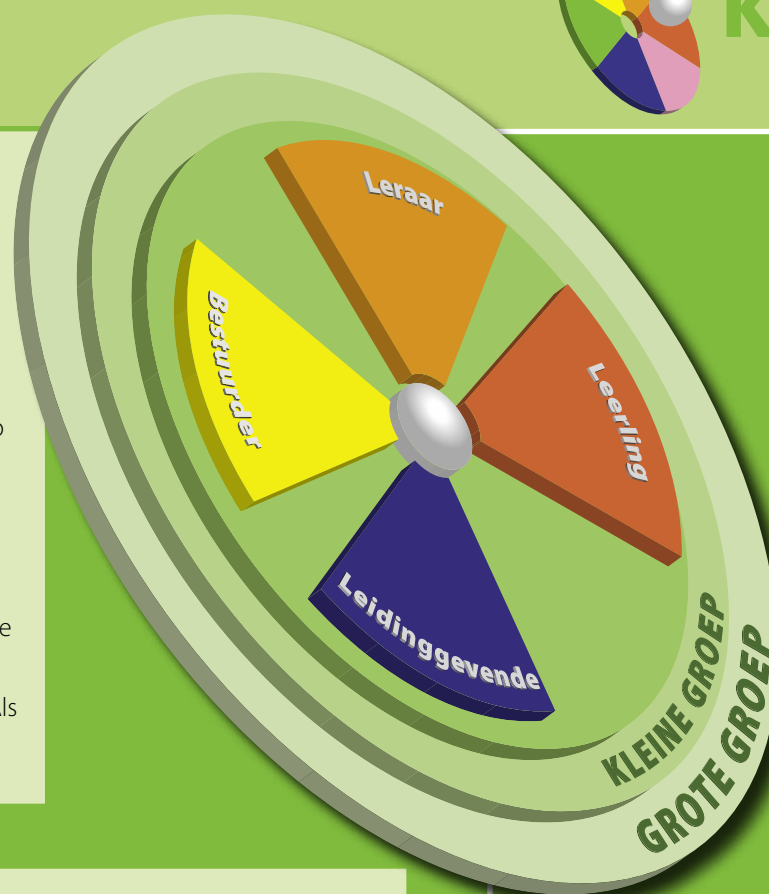 K
Leraar
Bestuurder
Leerling
Leidinggevende
KLEINE GROEP
GROTE GROEP